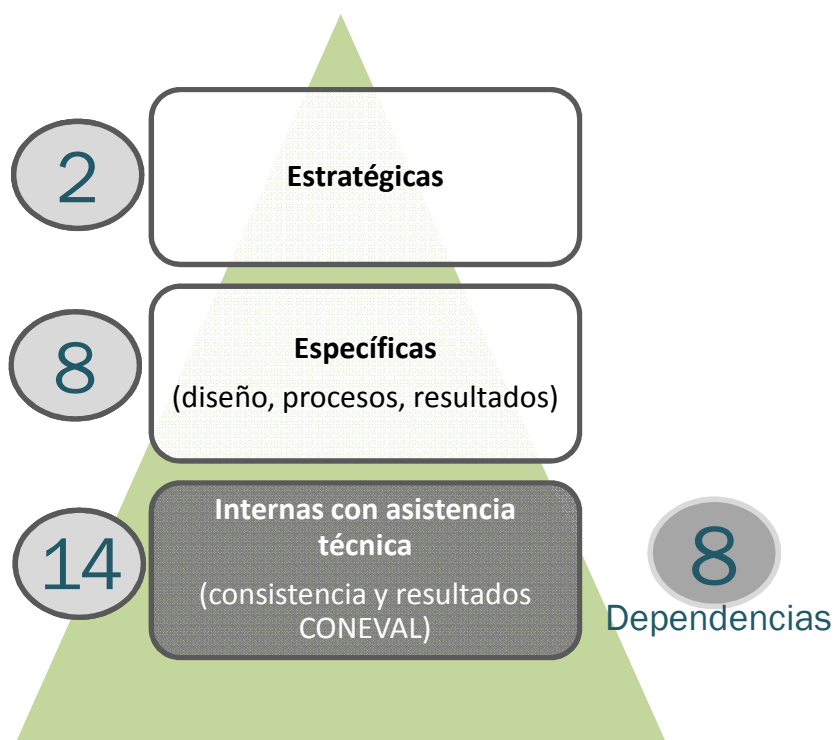 2
Estratégicas
8
Específicas
(diseño, procesos, resultados)
14
Internas con asistencia
técnica
(consistencia y resultados
CONEVAL)
8
Dependencias